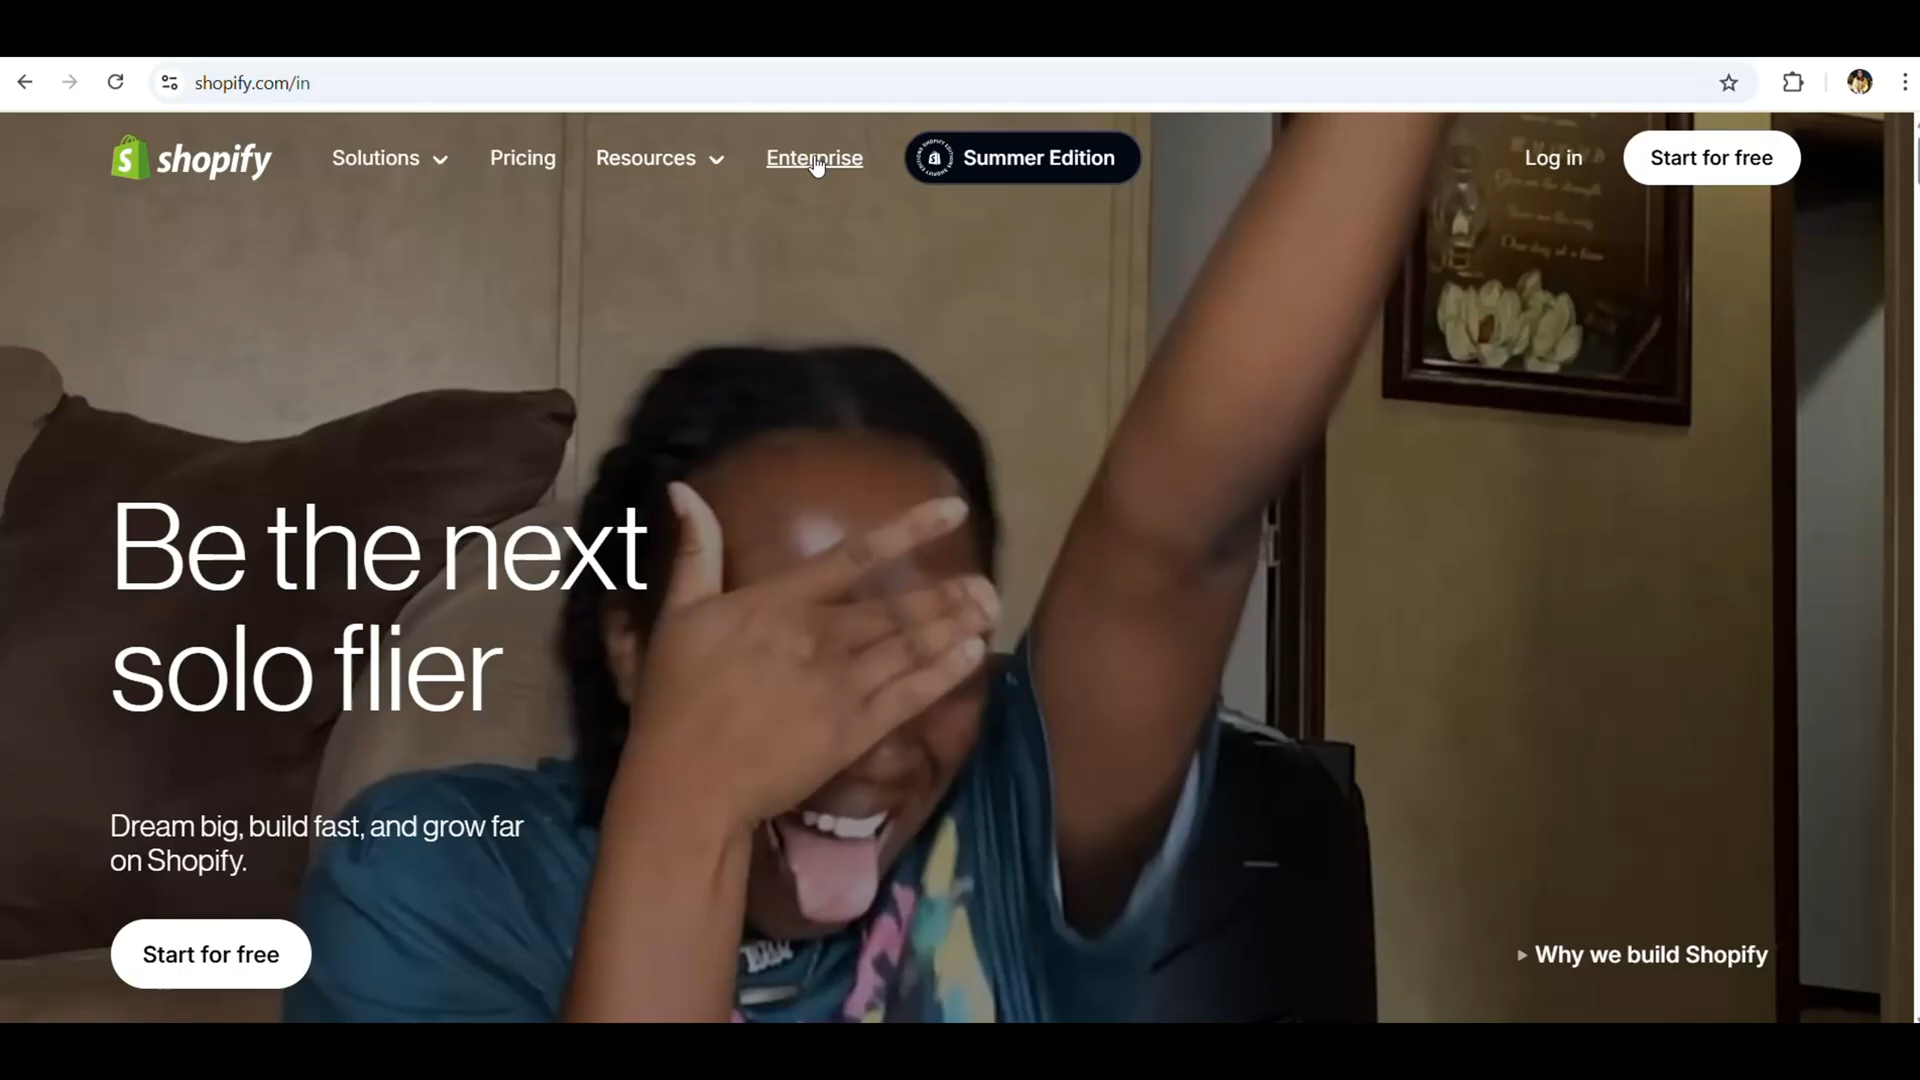 shopify.com/in
shopify
Solutions
Pricing
Resources
Enterprise
Summer Edition
Log in
Start for free
Be the next
solo flier
Dream big, build fast, and grow far
on Shopify.
Start for free
Why we build Shopify